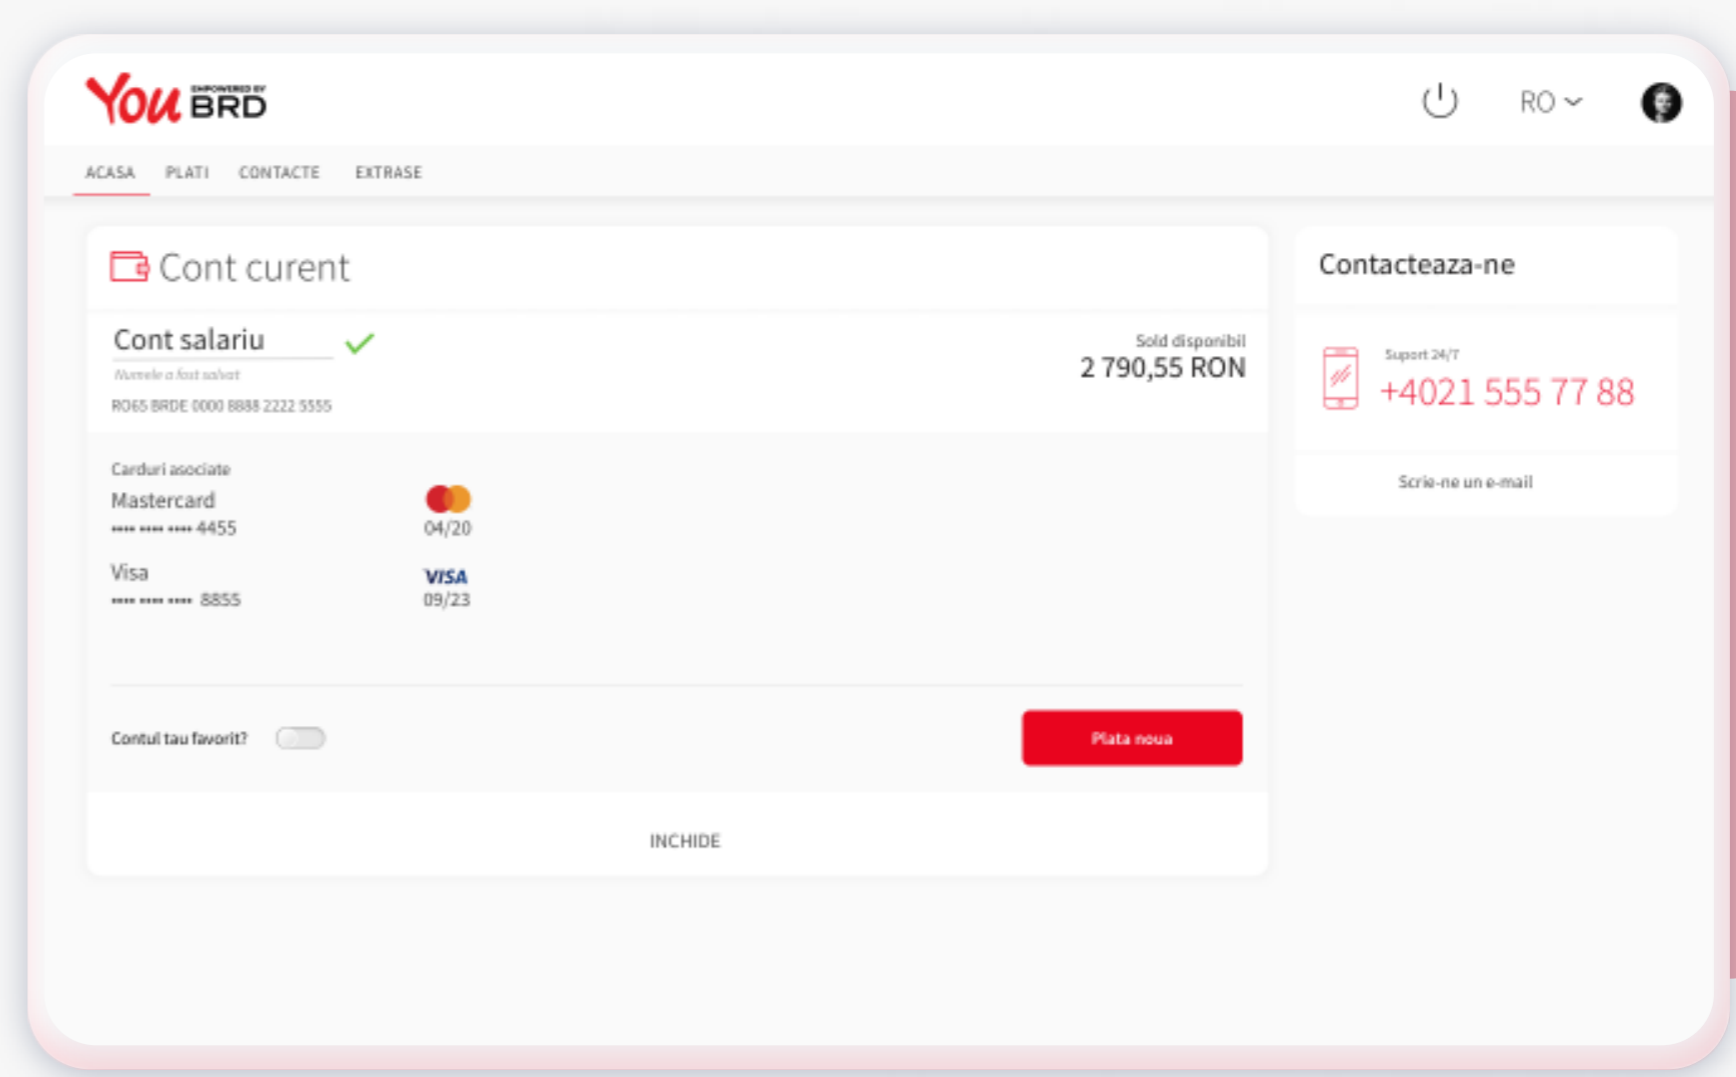 You EMPOWERED BY BRD
RO
ACASA PLATI CONTACTE EXTRASE
Cont curent
Cont salariu
Numele a fost salvat
RO65 BRDE 0000 8888 2222 5555
Sold disponibil
2 790,55 RON
Carduri asociate
Mastercard
•••• •••• •••• 4455
04/20
Visa
VISA
•••• •••• •••• 8855
09/23
Contul tau favorit?
Plata noua
INCHIDE
Contacteaza-ne
Suport 24/7
+4021 555 77 88
Scrie-ne un e-mail